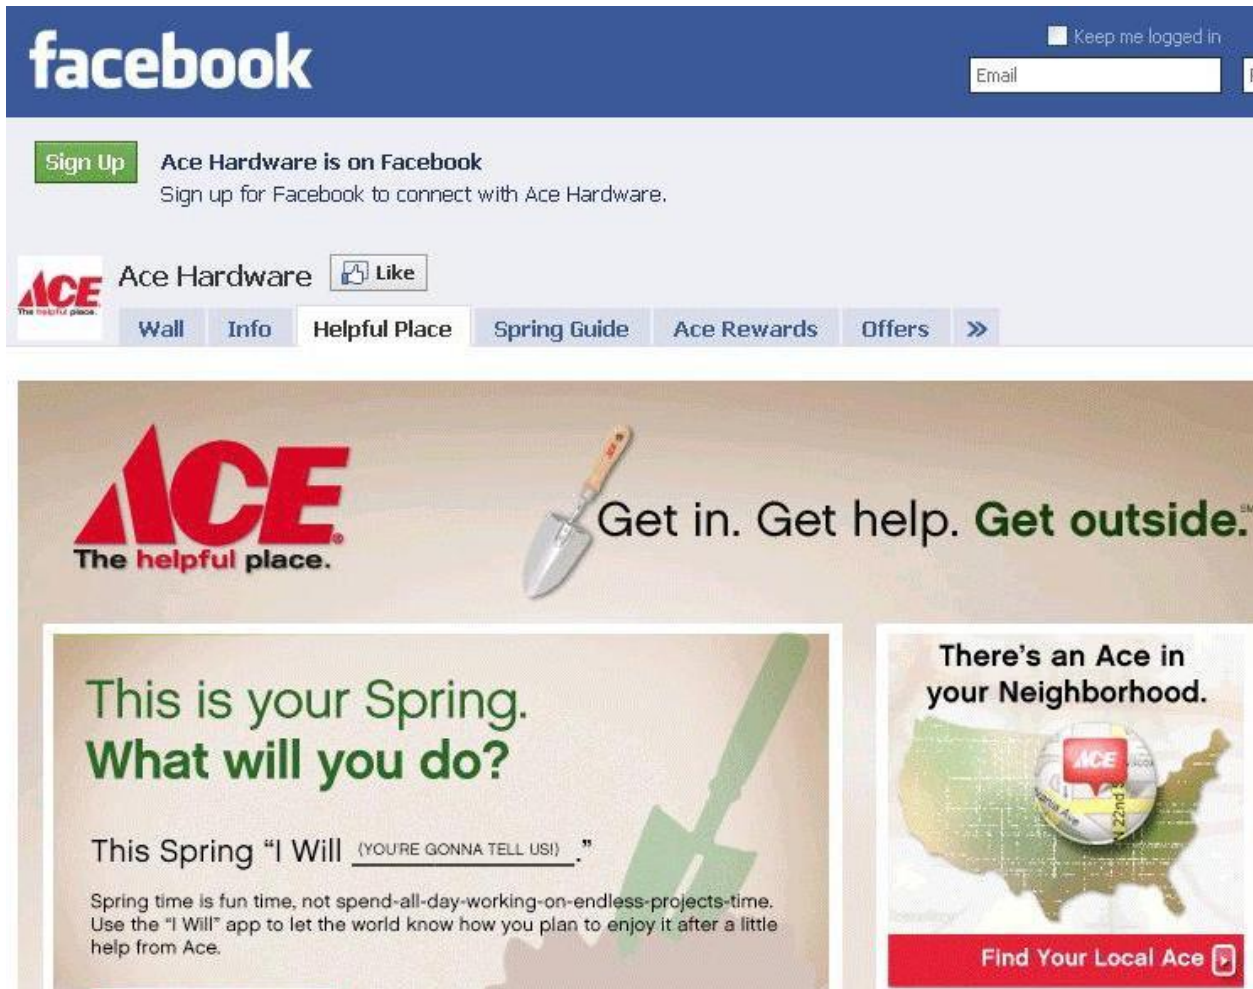 facebook
Keep me logged in
Email
Sign Up
Ace Hardware is on Facebook
Sign up for Facebook to connect with Ace Hardware.
ACE
The helpful place.
Ace Hardware
Like
Wall Info Helpful Place Spring Guide Ace Rewards Offers »
ACE®
The helpful place.
Get in. Get help. Get outside.℠
This is your Spring.
What will you do?
This Spring “I Will (YOU'RE GONNA TELL US!).”
Spring time is fun time, not spend-all-day-working-on-endless-projects-time.
Use the “I Will” app to let the world know how you plan to enjoy it after a little
help from Ace.
There's an Ace in
your Neighborhood.
ACE
22nd
Find Your Local Ace